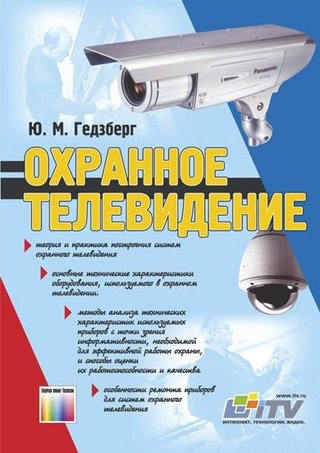 Panasonic
Ю. М. Гедзберг
ОХРАННОЕ
ТЕЛЕВИДЕНИЕ
теория и практика построения систем
охранного телевидения
основные технические характеристики
оборудования, используемого в охранном
телевидении.
методы анализа технических
характеристик используемых
приборов с точки зрения
информативности, необходимой
для эффективной работы охраны,
и способы оценки
их работоспособности и качества
особенности ремонта приборов
для систем охранного
телевидения
www.itv.ru
iTV
интеллект. технологии. видео.